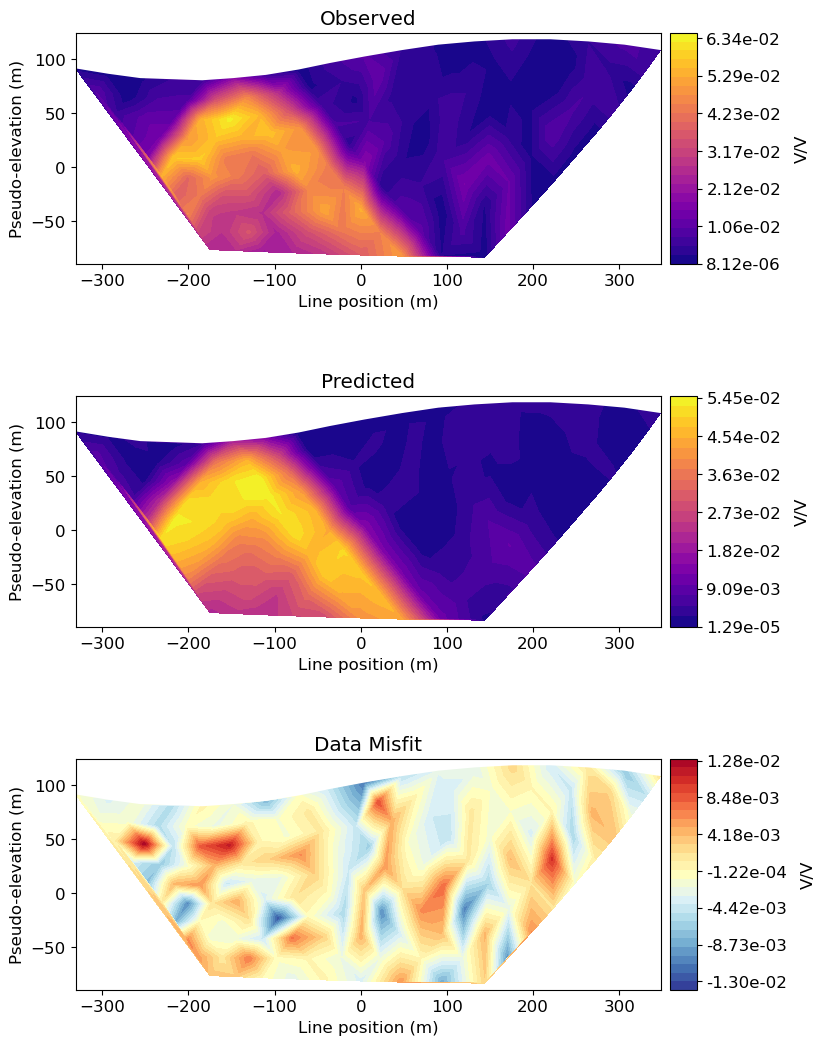 Observed
100
50
0
−50
Pseudo-elevation (m)
−300 −200 −100 0 100 200 300
Line position (m)
6.34e-02
5.29e-02
4.23e-02
3.17e-02
2.12e-02
1.06e-02
8.12e-06
V/V
Predicted
100
50
0
−50
Pseudo-elevation (m)
−300 −200 −100 0 100 200 300
Line position (m)
5.45e-02
4.54e-02
3.63e-02
2.73e-02
1.82e-02
9.09e-03
1.29e-05
V/V
Data Misfit
100
50
0
−50
Pseudo-elevation (m)
−300 −200 −100 0 100 200 300
Line position (m)
1.28e-02
8.48e-03
4.18e-03
-1.22e-04
-4.42e-03
-8.73e-03
-1.30e-02
V/V